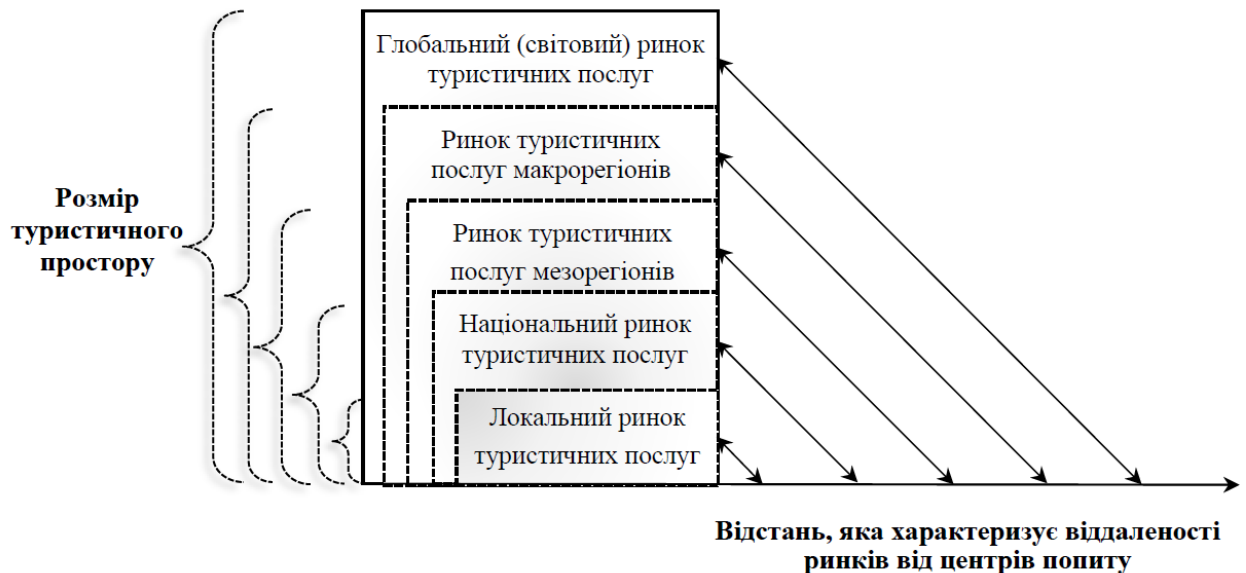 Глобальний (світовий) ринок
туристичних послуг
Ринок туристичних
послуг макрорегіонів
Розмір
туристичного
простору
Ринок туристичних
послуг мезорегіонів
Національний ринок
туристичних послуг
Локальний ринок
туристичних послуг
Відстань, яка характеризує віддаленості
ринків від центрів попиту